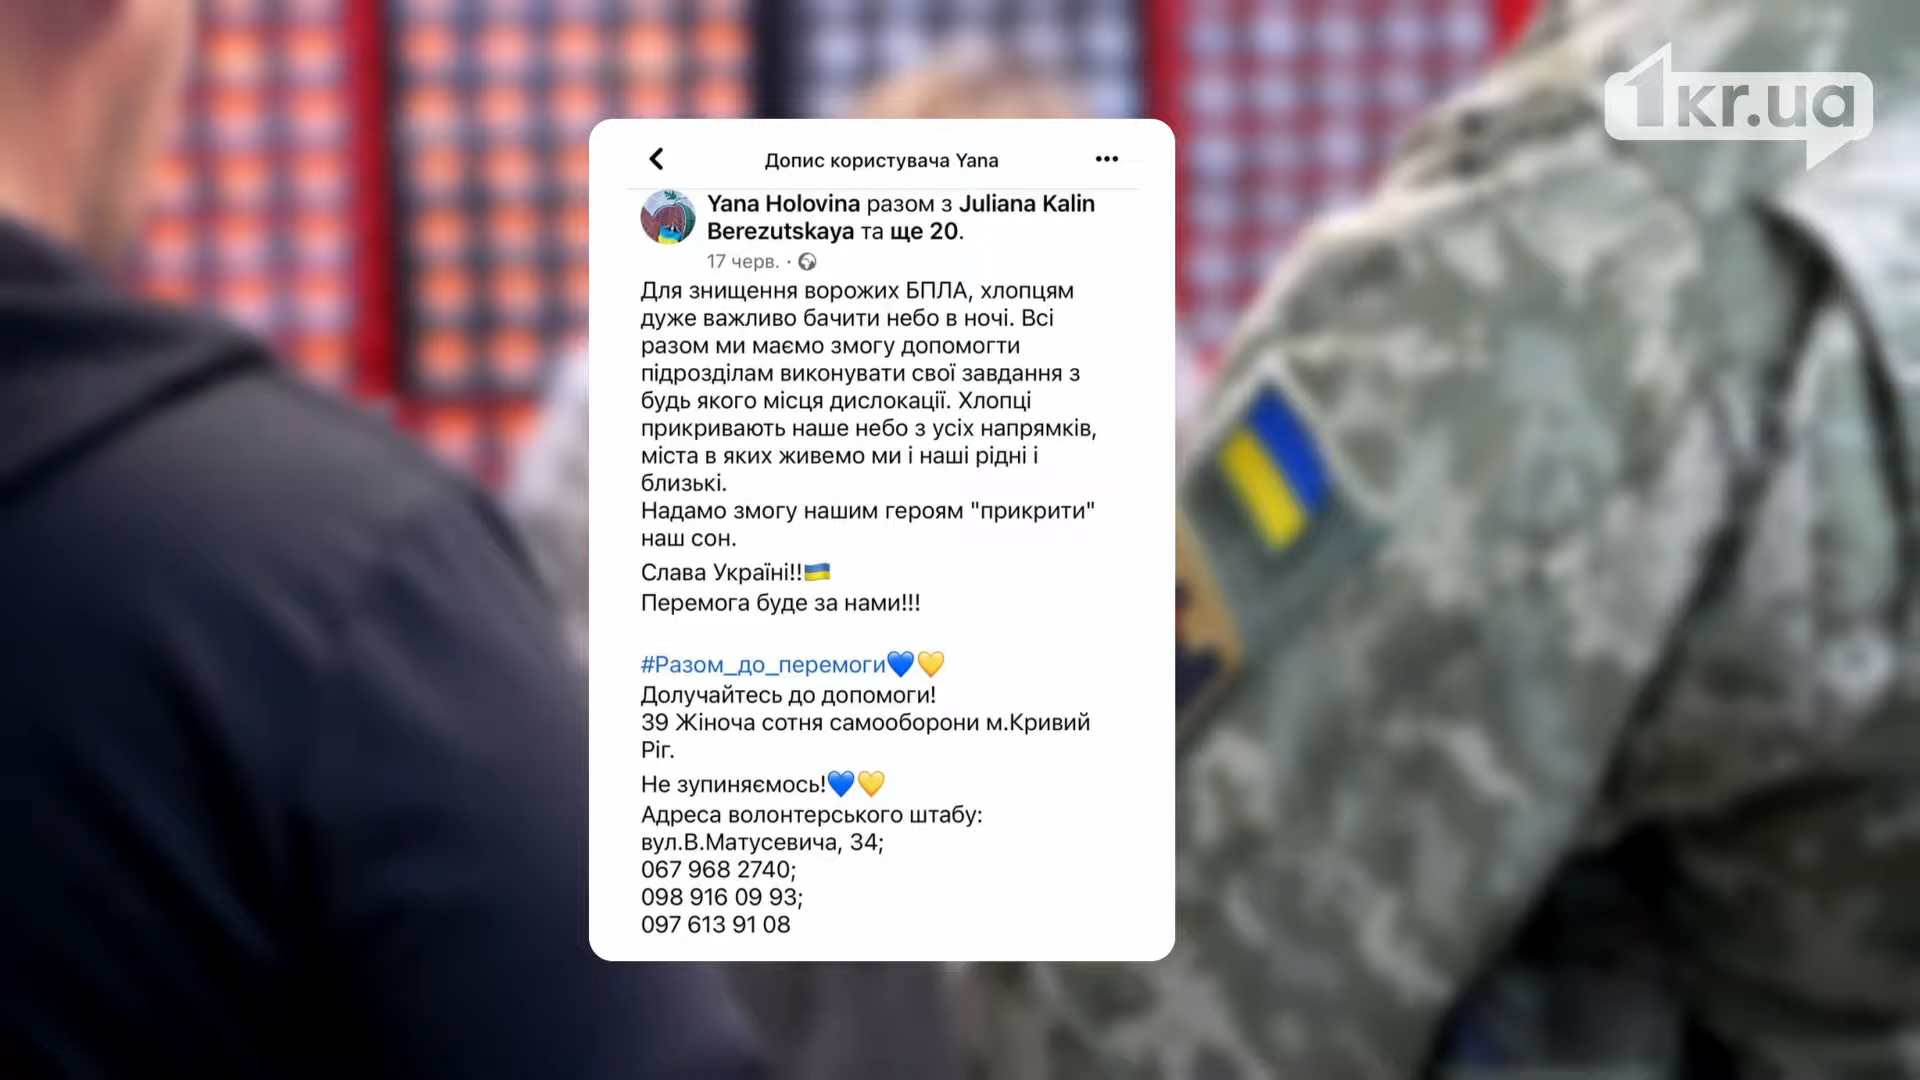 1kr.ua
Допис користувача Yana
Yana Holovina разом з Juliana Kalin
Berezutskaya та ще 20.
17 черв. ·
Для знищення ворожих БПЛА, хлопцям
дуже важливо бачити небо в ночі. Всі
разом ми маємо змогу допомогти
підрозділам виконувати свої завдання з
будь якого місця дислокації. Хлопці
прикривають наше небо з усіх напрямків,
міста в яких живемо ми і наші рідні і
близькі.
Надамо змогу нашим героям "прикрити"
наш сон.
Слава Україні!!🇺🇦
Перемога буде за нами!!!
#Разом_до_перемоги💙💛
Долучайтесь до допомоги!
39 Жіноча сотня самооборони м.Кривий
Ріг.
Не зупиняємось!💙💛
Адреса волонтерського штабу:
вул.В.Матусевича, 34;
067 968 2740;
098 916 09 93;
097 613 91 08